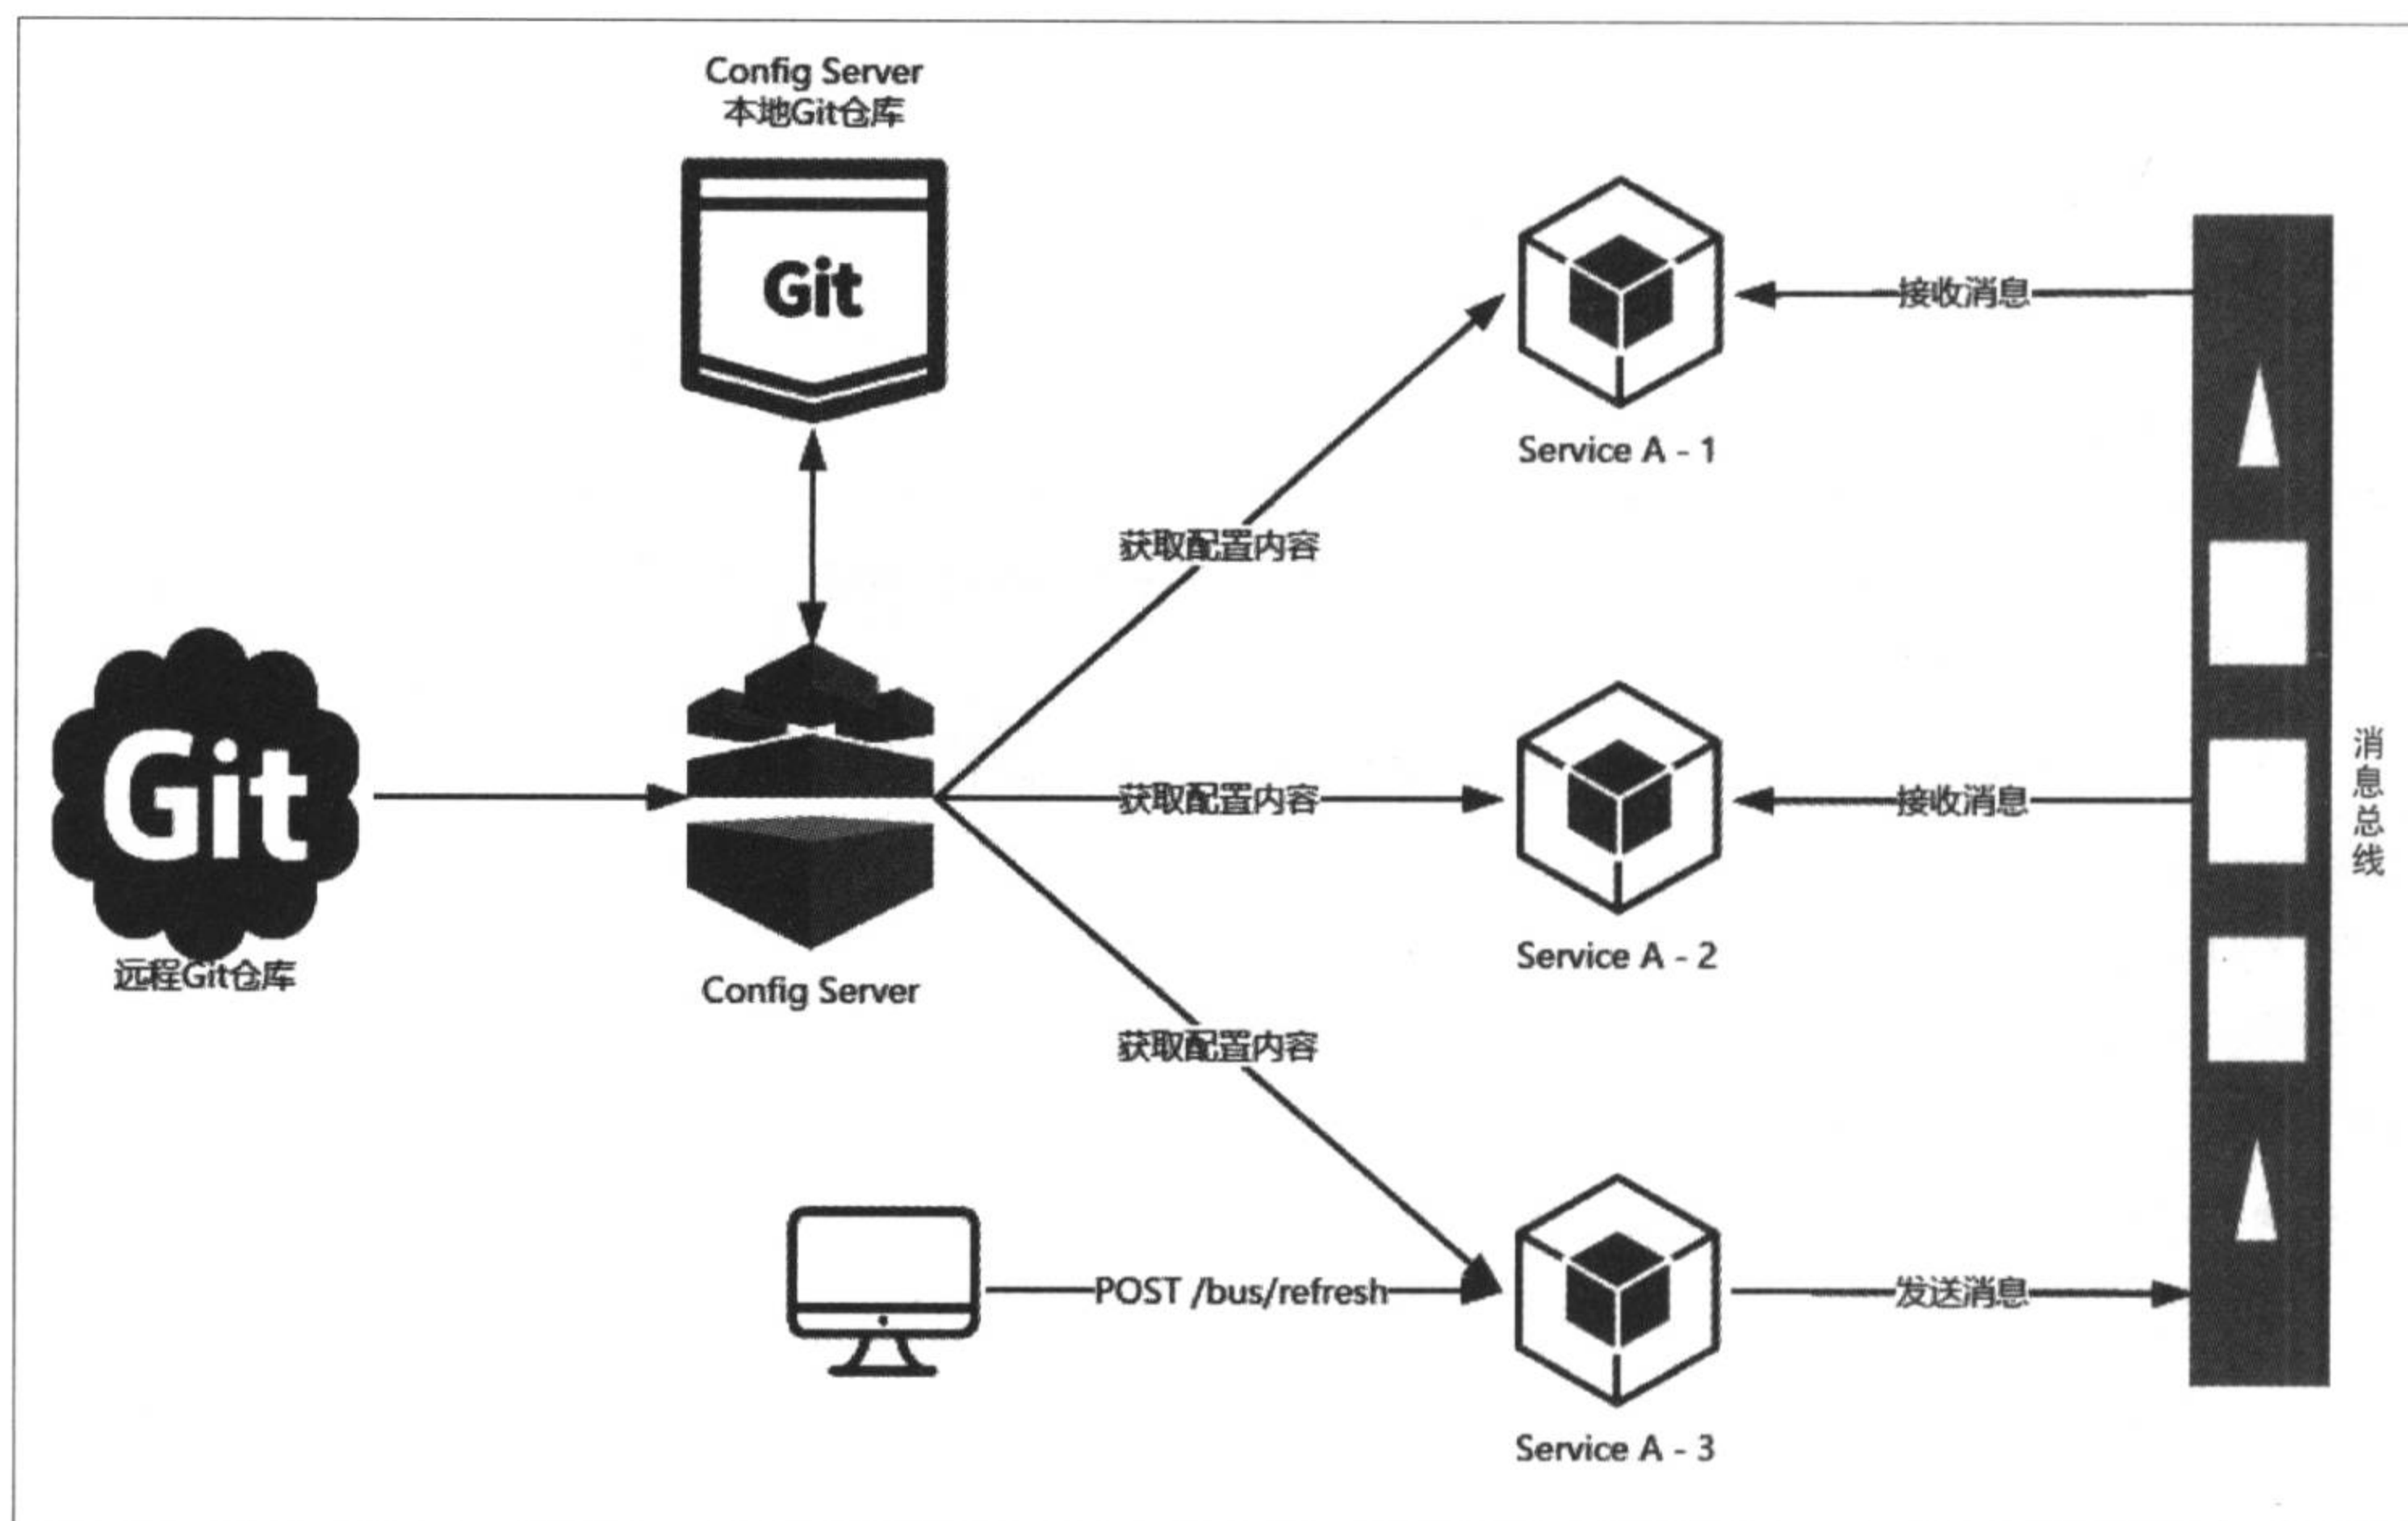 Config Server
本地Git仓库
Git
接收消息
Service A - 1
获取配置内容
Git
远程Git仓库
Config Server
获取配置内容
接收消息
消息总线
Service A - 2
获取配置内容
POST /bus/refresh
发送消息
Service A - 3